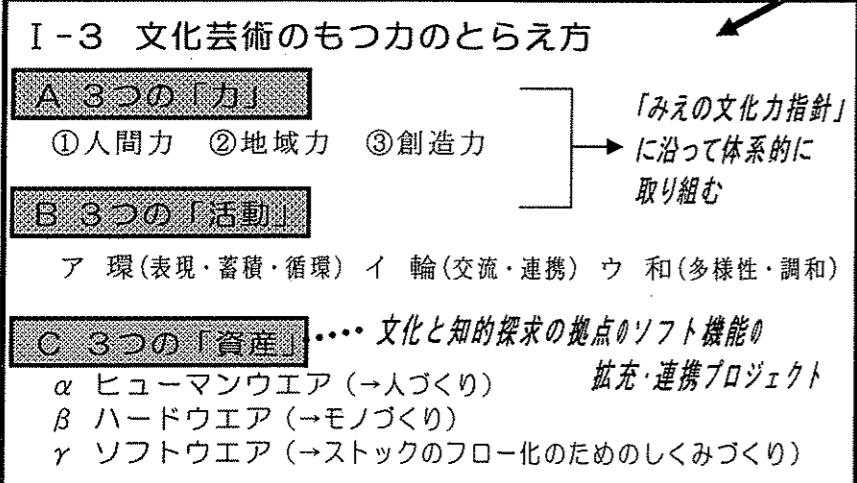 Ⅰ-3 文化芸術のもつ力のとらえ方
A 3つの「力」
①人間力 ②地域力 ③創造力
「みえの文化力指針」
に沿って体系的に
取り組む
B 3つの「活動」
ア 環(表現・蓄積・循環) イ 輪(交流・連携) ウ 和(多様性・調和)
C 3つの「資産」・・・・ 文化と知的探求の拠点のソフト機能の
拡充・連携プロジェクト
α ヒューマンウエア (→人づくり)
β ハードウエア (→モノづくり)
γ ソフトウエア (→ストックのフロー化のためのしくみづくり)